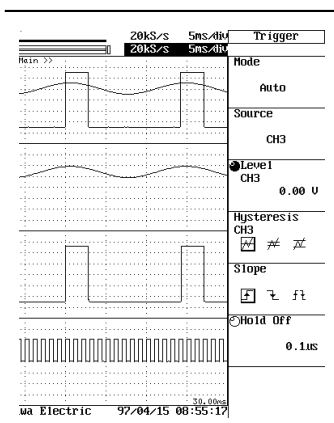 20kS/s 5ms/div
20kS/s 5ms/div
Main >>
30.00ms
wa Electric 97/04/15 08:55:17
Trigger
Mode
Auto
Source
CH3
Level
CH3
0.00 V
Hysteresis
CH3
Slope
Hold Off
0.1us